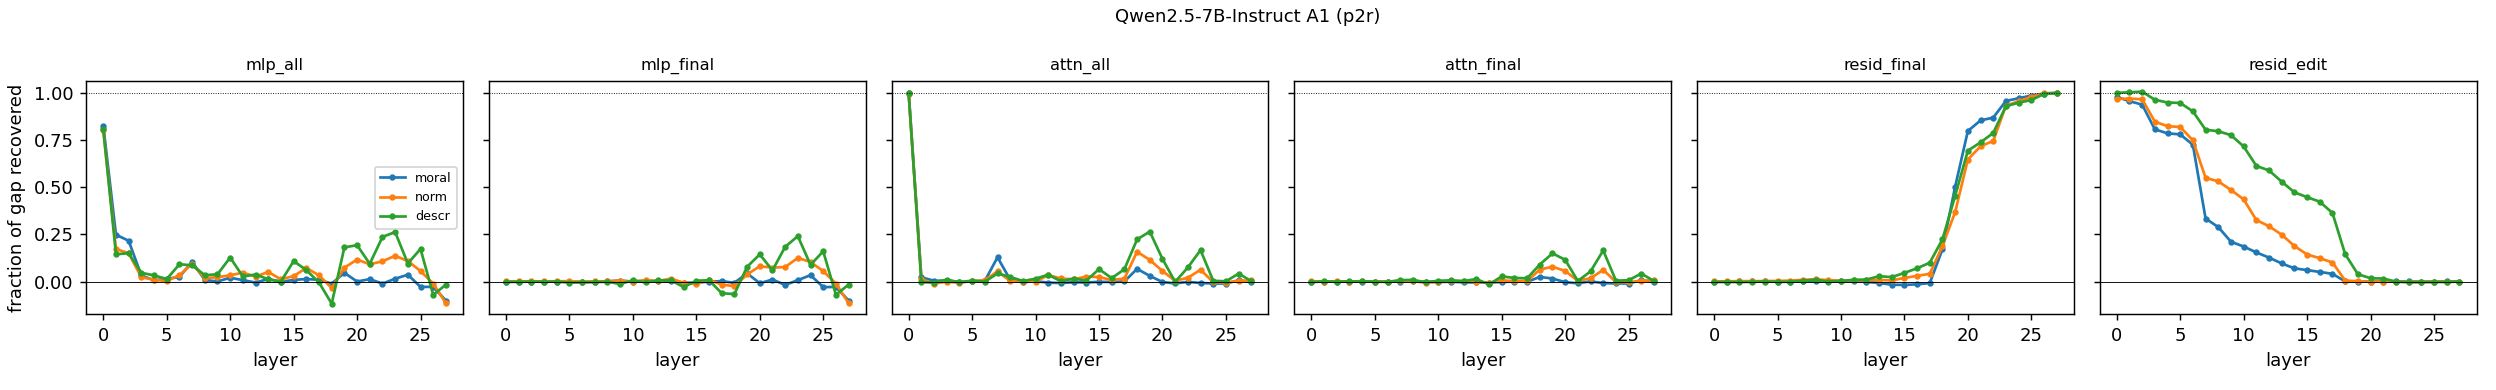 Qwen2.5-7B-Instruct A1 (p2r)
mlp_all
mlp_final
attn_all
attn_final
resid_final
resid_edit
fraction of gap recovered
1.00
0.75
0.50
0.25
0.00
moral
norm
descr
0 5 10 15 20 25
0 5 10 15 20 25
0 5 10 15 20 25
0 5 10 15 20 25
0 5 10 15 20 25
0 5 10 15 20 25
layer
layer
layer
layer
layer
layer